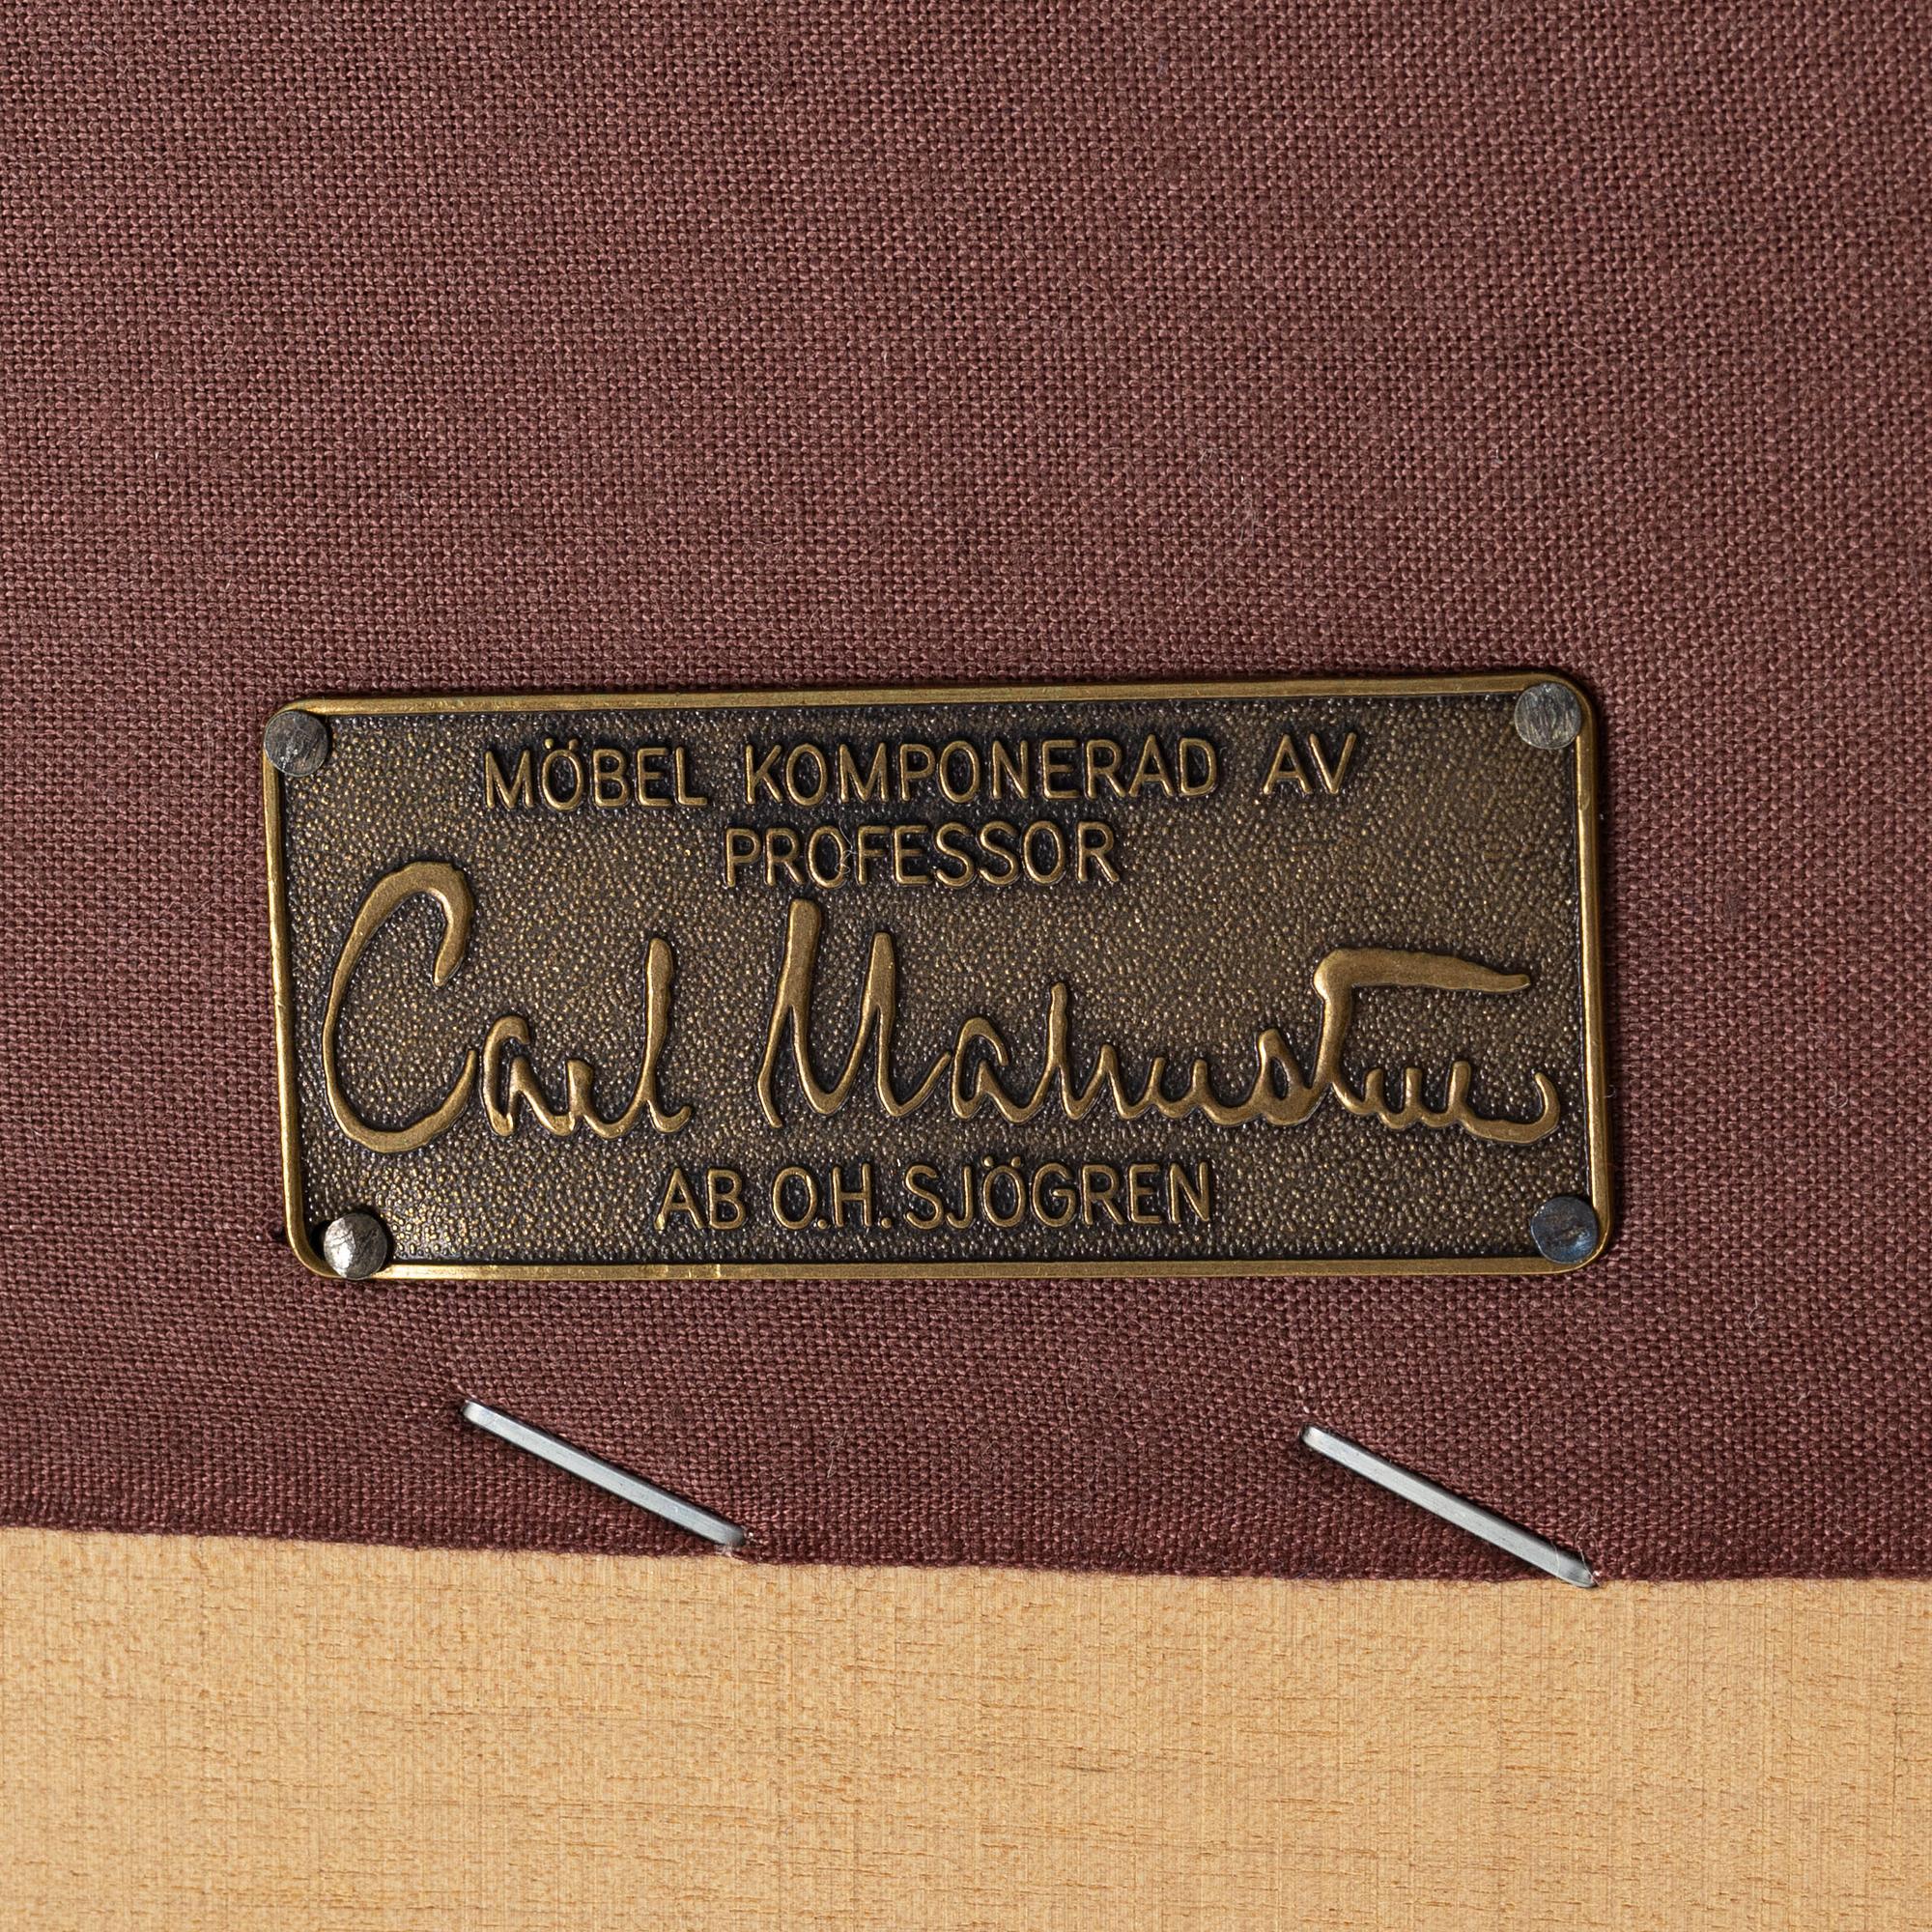 MÖBEL KOMPONERAD AV
PROFESSOR
Carl Malmsten
AB O.H. SJÖGREN